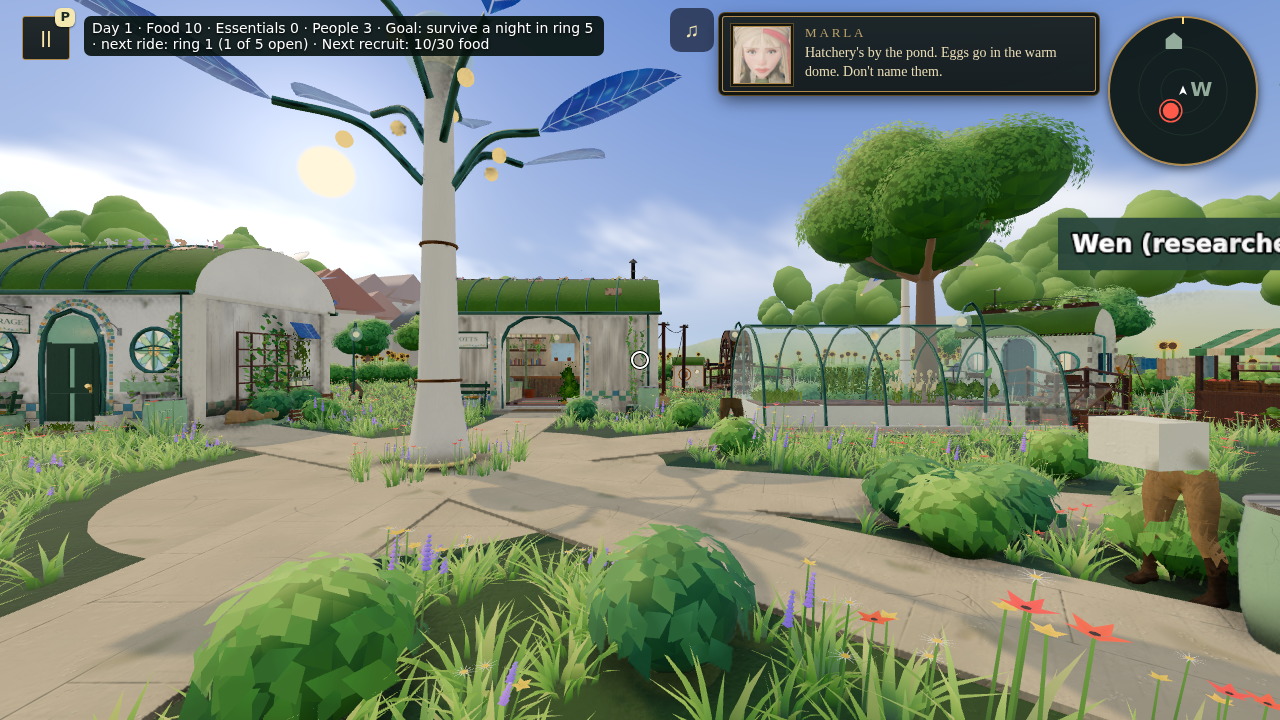 P
Day 1 · Food 10 · Essentials 0 · People 3 · Goal: survive a night in ring 5
· next ride: ring 1 (1 of 5 open) · Next recruit: 10/30 food
MARLA
Hatchery's by the pond. Eggs go in the warm
dome. Don't name them.
W
Wen (researche